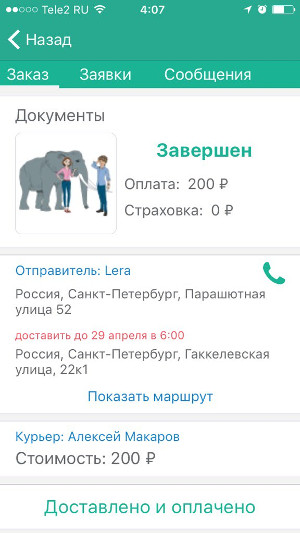 Tele2 RU 4:07
Назад
Заказ Заявки Сообщения
Документы
Завершен
Оплата: 200 ₽
Страховка: 0 ₽
Отправитель: Lera
Россия, Санкт-Петербург, Парашютная
улица 52
доставить до 29 апреля в 6:00
Россия, Санкт-Петербург, Гаккелевская
улица, 22к1
Показать маршрут
Курьер: Алексей Макаров
Стоимость: 200 ₽
Доставлено и оплачено